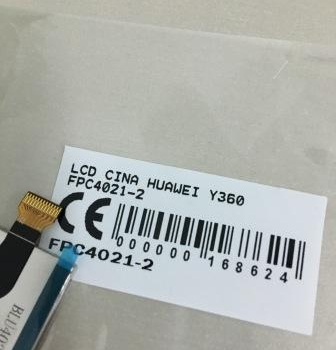 LCD CINA HUAWEI Y360
FPC4021-2
CE
000000 168624
FPC4021-2